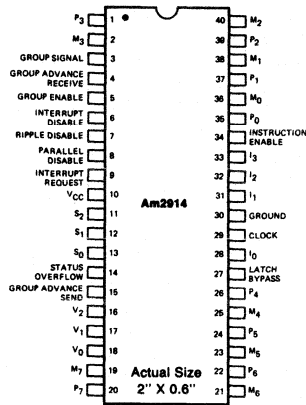 P3 1
M3 2
GROUP SIGNAL 3
GROUP ADVANCE
RECEIVE 4
GROUP ENABLE 5
INTERRUPT
DISABLE 6
RIPPLE DISABLE 7
PARALLEL
DISABLE 8
INTERRUPT
REQUEST 9
VCC 10
S2 11
S1 12
S0 13
STATUS
OVERFLOW 14
GROUP ADVANCE
SEND 15
V2 16
V1 17
V0 18
M7 19
P7 20
Am2914
Actual Size
2" X 0.6"
40 M2
39 P2
38 M1
37 P1
36 M0
35 P0
34 INSTRUCTION
ENABLE
33 I3
32 I2
31 I1
30 GROUND
29 CLOCK
28 I0
27 LATCH
BYPASS
26 P4
25 M4
24 P5
23 M5
22 P6
21 M6